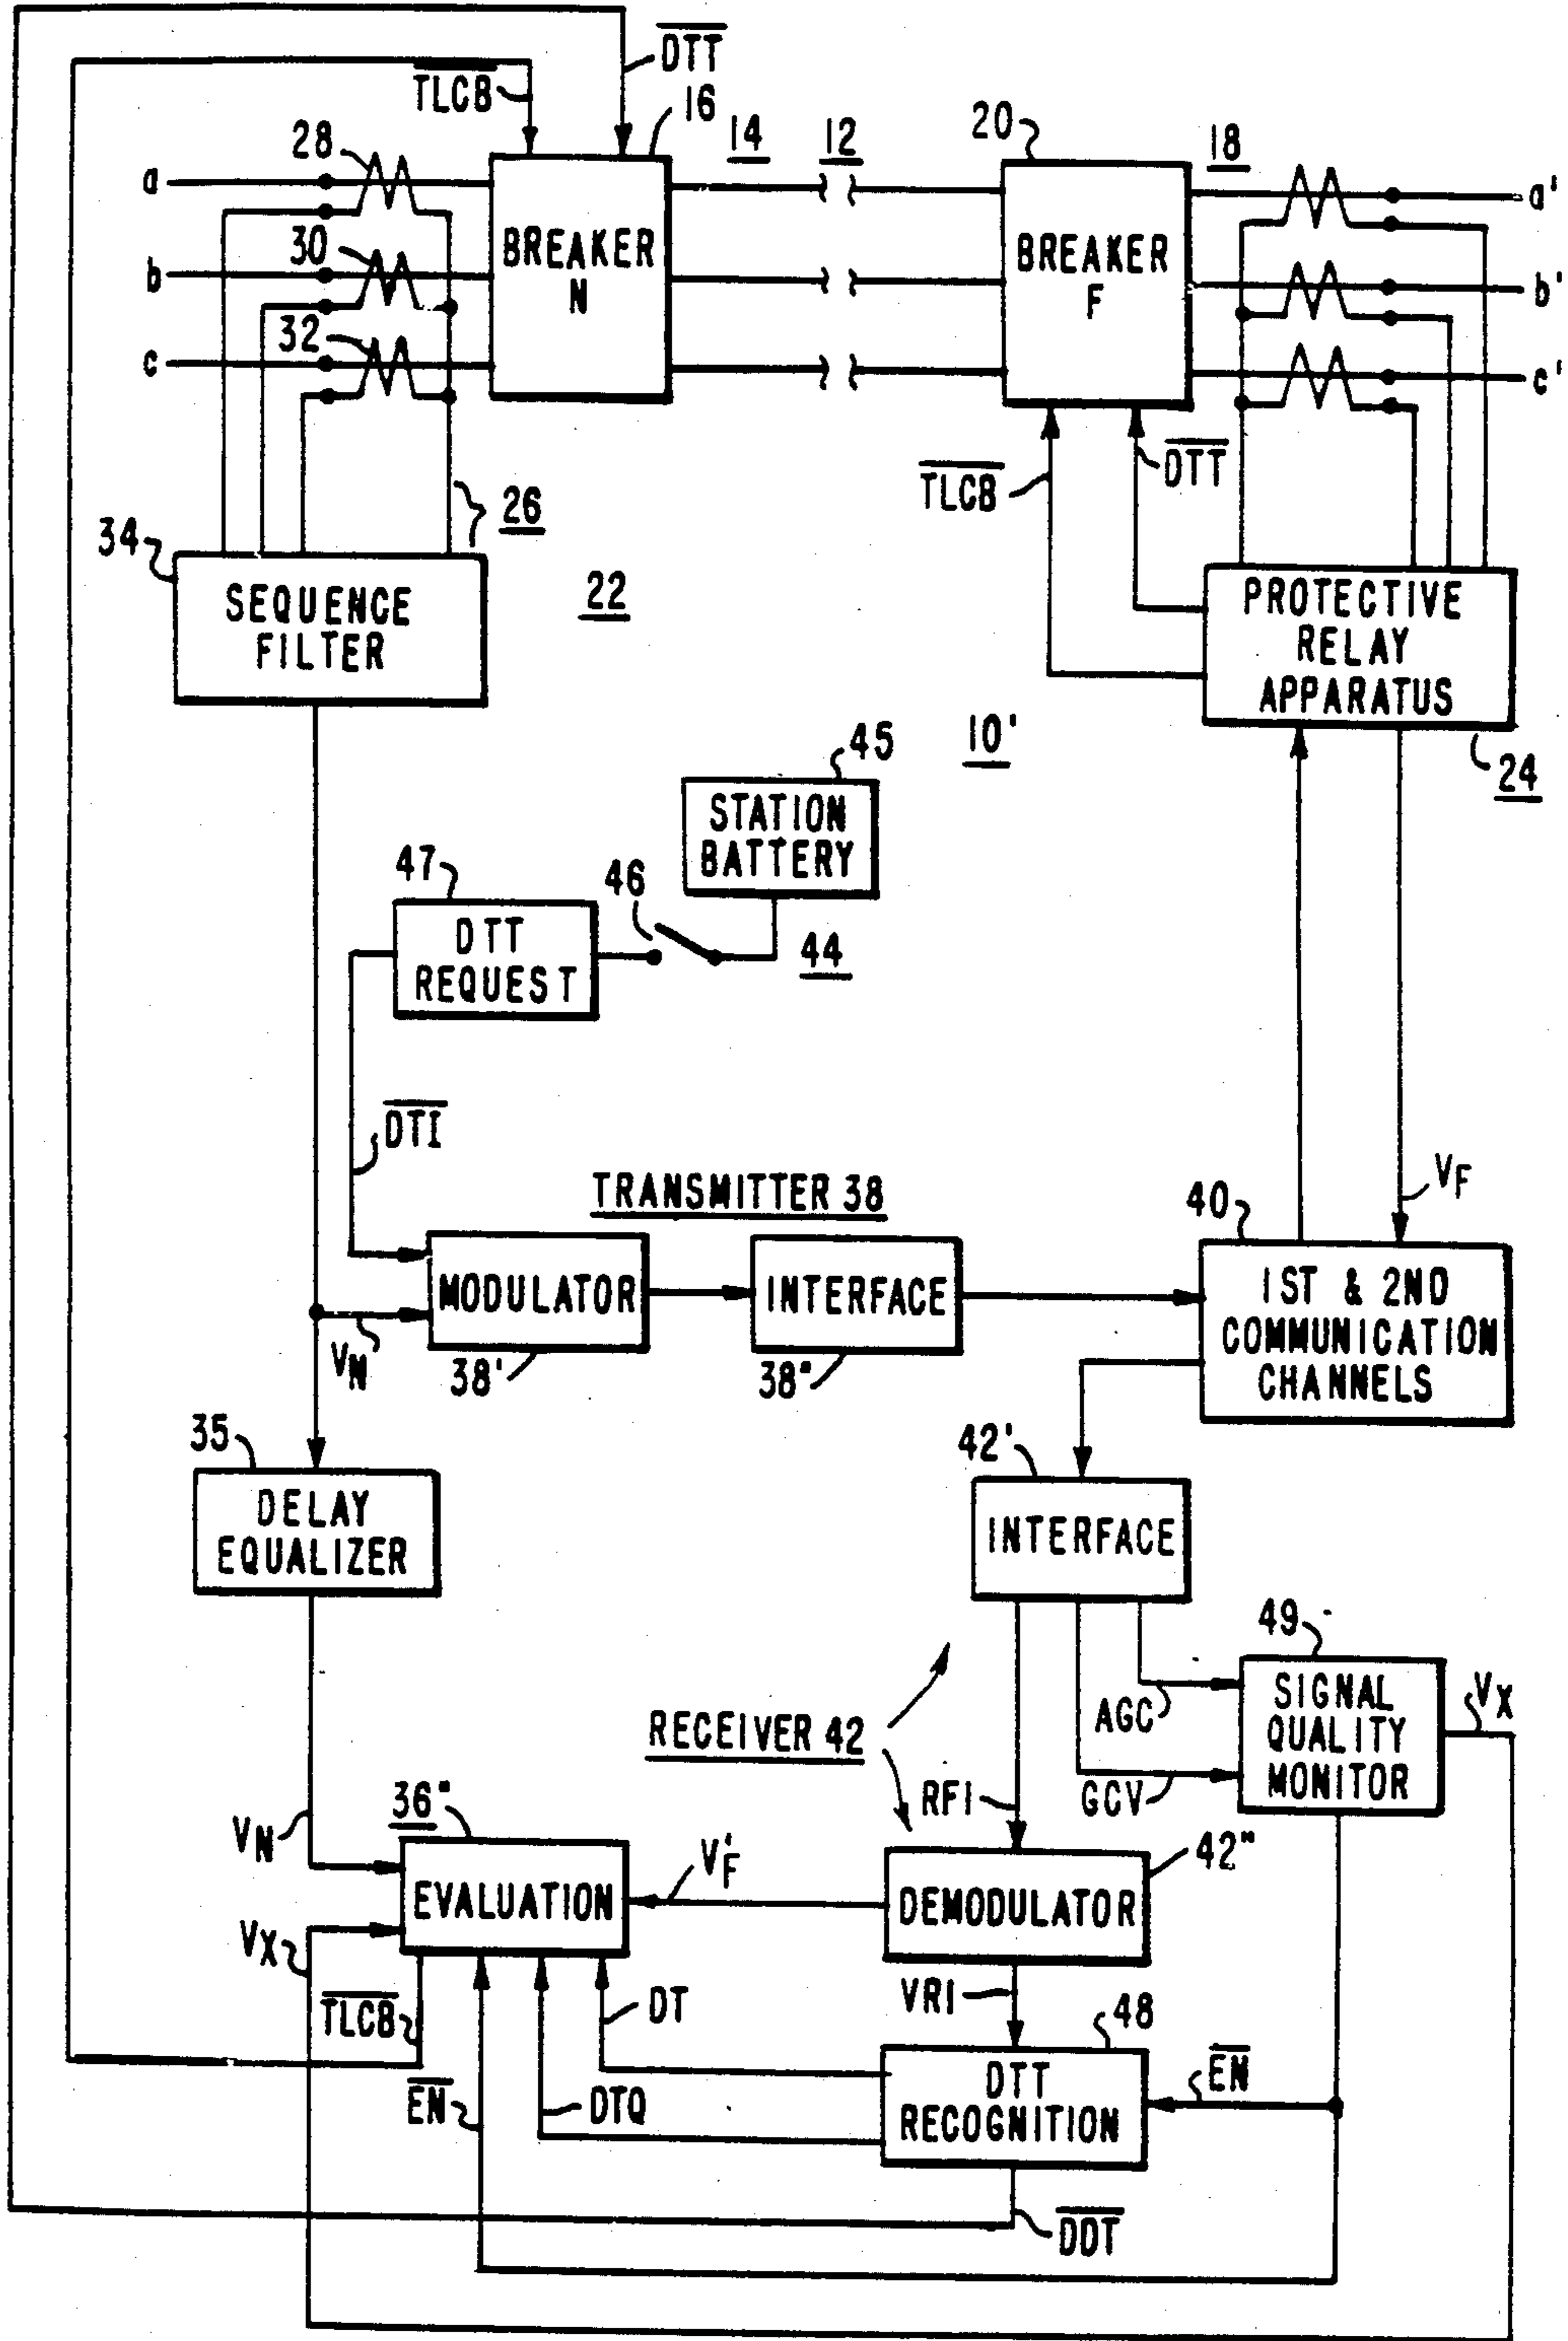 DTT
TLCB
16
14
12
20
18
28
a
a'
30
BREAKER
N
BREAKER
F
b
b'
32
c
c'
DTT
TLCB
26
34
SEQUENCE
FILTER
22
PROTECTIVE
RELAY
APPARATUS
10'
45
24
STATION
BATTERY
47
46
DTT
REQUEST
44
DTI
TRANSMITTER 38
VF
40
MODULATOR
INTERFACE
1ST & 2ND
COMMUNICATION
CHANNELS
VN
38'
38"
35
42'
DELAY
EQUALIZER
INTERFACE
49
SIGNAL
QUALITY
MONITOR
VX
AGC
RECEIVER 42
GCV
RFI
36"
VN
V'F
42"
EVALUATION
DEMODULATOR
VX
TLCB
DT
VRI
48
DTT
RECOGNITION
EN
EN
DTQ
DDT